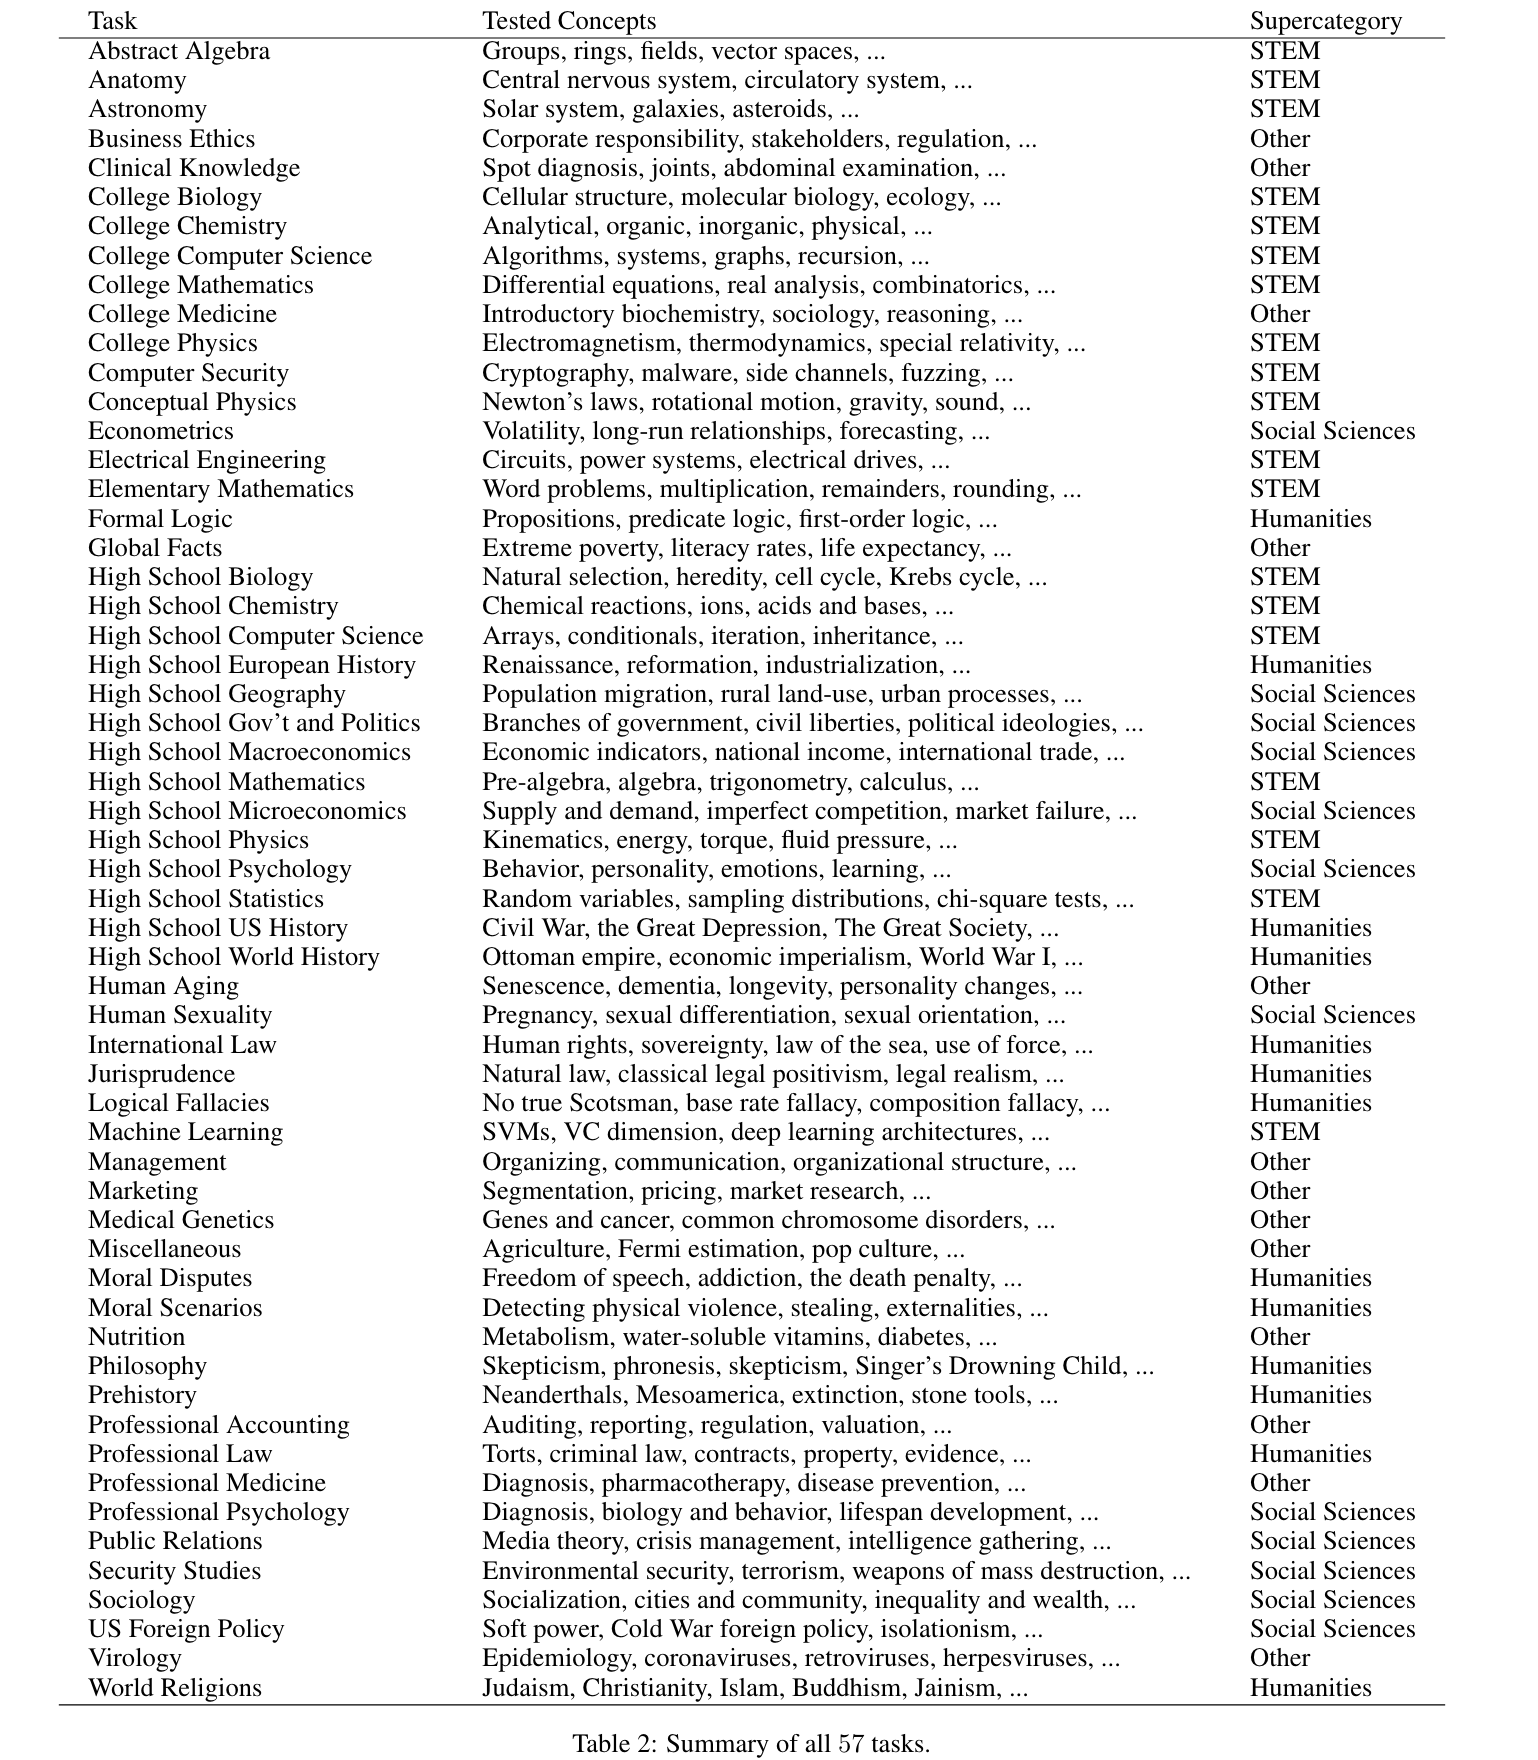 Task Tested Concepts Supercategory
Abstract Algebra Groups, rings, fields, vector spaces, ... STEM
Anatomy Central nervous system, circulatory system, ... STEM
Astronomy Solar system, galaxies, asteroids, ... STEM
Business Ethics Corporate responsibility, stakeholders, regulation, ... Other
Clinical Knowledge Spot diagnosis, joints, abdominal examination, ... Other
College Biology Cellular structure, molecular biology, ecology, ... STEM
College Chemistry Analytical, organic, inorganic, physical, ... STEM
College Computer Science Algorithms, systems, graphs, recursion, ... STEM
College Mathematics Differential equations, real analysis, combinatorics, ... STEM
College Medicine Introductory biochemistry, sociology, reasoning, ... Other
College Physics Electromagnetism, thermodynamics, special relativity, ... STEM
Computer Security Cryptography, malware, side channels, fuzzing, ... STEM
Conceptual Physics Newton's laws, rotational motion, gravity, sound, ... STEM
Econometrics Volatility, long-run relationships, forecasting, ... Social Sciences
Electrical Engineering Circuits, power systems, electrical drives, ... STEM
Elementary Mathematics Word problems, multiplication, remainders, rounding, ... STEM
Formal Logic Propositions, predicate logic, first-order logic, ... Humanities
Global Facts Extreme poverty, literacy rates, life expectancy, ... Other
High School Biology Natural selection, heredity, cell cycle, Krebs cycle, ... STEM
High School Chemistry Chemical reactions, ions, acids and bases, ... STEM
High School Computer Science Arrays, conditionals, iteration, inheritance, ... STEM
High School European History Renaissance, reformation, industrialization, ... Humanities
High School Geography Population migration, rural land-use, urban processes, ... Social Sciences
High School Gov't and Politics Branches of government, civil liberties, political ideologies, ... Social Sciences
High School Macroeconomics Economic indicators, national income, international trade, ... Social Sciences
High School Mathematics Pre-algebra, algebra, trigonometry, calculus, ... STEM
High School Microeconomics Supply and demand, imperfect competition, market failure, ... Social Sciences
High School Physics Kinematics, energy, torque, fluid pressure, ... STEM
High School Psychology Behavior, personality, emotions, learning, ... Social Sciences
High School Statistics Random variables, sampling distributions, chi-square tests, ... STEM
High School US History Civil War, the Great Depression, The Great Society, ... Humanities
High School World History Ottoman empire, economic imperialism, World War I, ... Humanities
Human Aging Senescence, dementia, longevity, personality changes, ... Other
Human Sexuality Pregnancy, sexual differentiation, sexual orientation, ... Social Sciences
International Law Human rights, sovereignty, law of the sea, use of force, ... Humanities
Jurisprudence Natural law, classical legal positivism, legal realism, ... Humanities
Logical Fallacies No true Scotsman, base rate fallacy, composition fallacy, ... Humanities
Machine Learning SVMs, VC dimension, deep learning architectures, ... STEM
Management Organizing, communication, organizational structure, ... Other
Marketing Segmentation, pricing, market research, ... Other
Medical Genetics Genes and cancer, common chromosome disorders, ... Other
Miscellaneous Agriculture, Fermi estimation, pop culture, ... Other
Moral Disputes Freedom of speech, addiction, the death penalty, ... Humanities
Moral Scenarios Detecting physical violence, stealing, externalities, ... Humanities
Nutrition Metabolism, water-soluble vitamins, diabetes, ... Other
Philosophy Skepticism, phronesis, skepticism, Singer's Drowning Child, ... Humanities
Prehistory Neanderthals, Mesoamerica, extinction, stone tools, ... Humanities
Professional Accounting Auditing, reporting, regulation, valuation, ... Other
Professional Law Torts, criminal law, contracts, property, evidence, ... Humanities
Professional Medicine Diagnosis, pharmacotherapy, disease prevention, ... Other
Professional Psychology Diagnosis, biology and behavior, lifespan development, ... Social Sciences
Public Relations Media theory, crisis management, intelligence gathering, ... Social Sciences
Security Studies Environmental security, terrorism, weapons of mass destruction, ... Social Sciences
Sociology Socialization, cities and community, inequality and wealth, ... Social Sciences
US Foreign Policy Soft power, Cold War foreign policy, isolationism, ... Social Sciences
Virology Epidemiology, coronaviruses, retroviruses, herpesviruses, ... Other
World Religions Judaism, Christianity, Islam, Buddhism, Jainism, ... Humanities
Table 2: Summary of all 57 tasks.